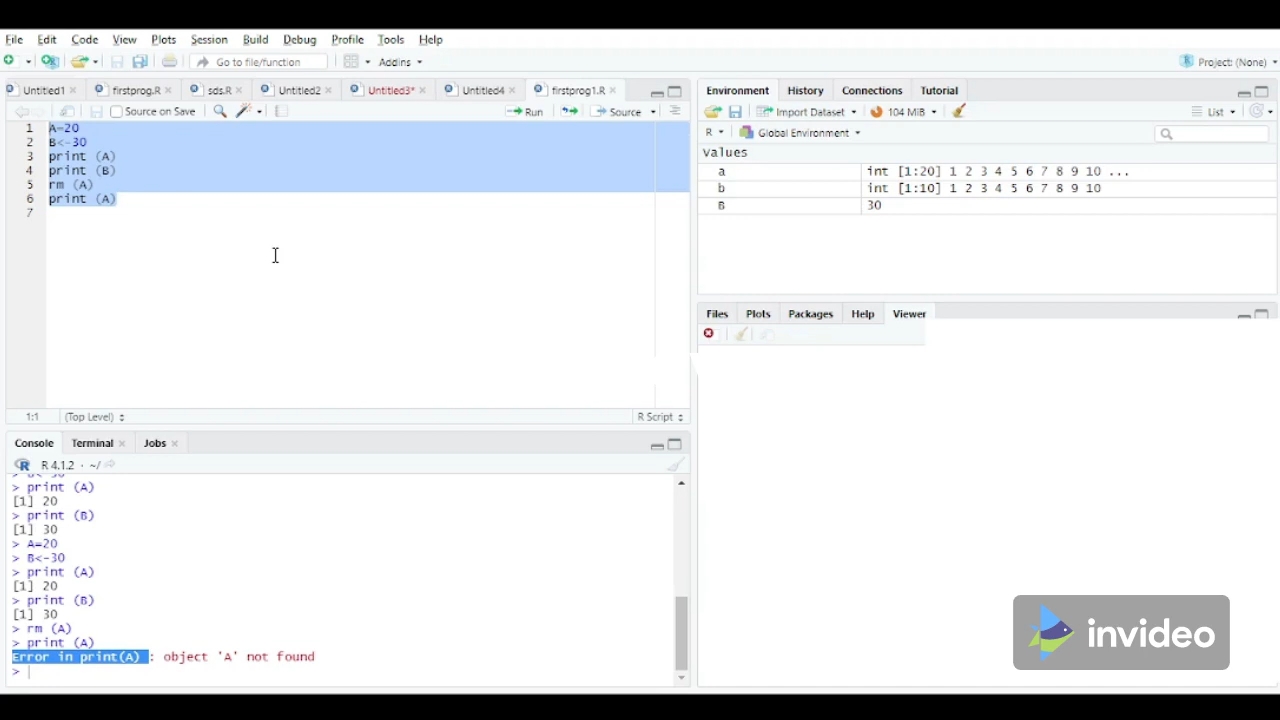 File Edit Code View Plots Session Build Debug Profile Tools Help
Go to file/function Addins Project: (None)
Untitled1 firstprog.R sds.R Untitled2 Untitled3* Untitled4 firstprog1.R
Source on Save Run Source
1 A=20
2 B<-30
3 print (A)
4 print (B)
5 rm (A)
6 print (A)
7
1:1 (Top Level) R Script
Console Terminal Jobs
R 4.1.2 · ~/
> print (A)
[1] 20
> print (B)
[1] 30
> A=20
> B<-30
> print (A)
[1] 20
> print (B)
[1] 30
> rm (A)
> print (A)
Error in print(A) : object 'A' not found
>
Environment History Connections Tutorial
Import Dataset 104 MiB List
R Global Environment
Values
a int [1:20] 1 2 3 4 5 6 7 8 9 10 ...
b int [1:10] 1 2 3 4 5 6 7 8 9 10
B 30
Files Plots Packages Help Viewer
invideo